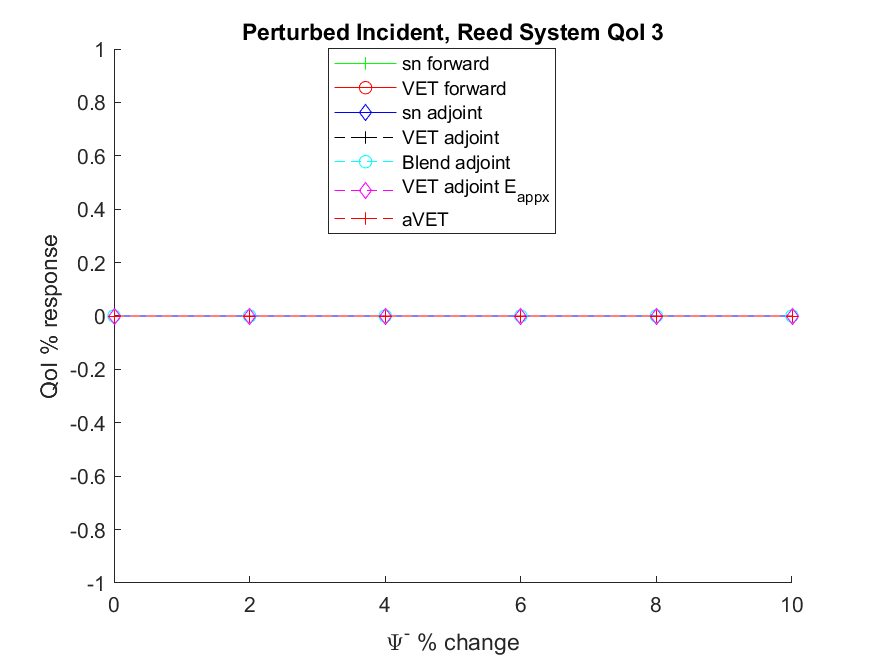 Perturbed Incident, Reed System QoI 3
sn forward
VET forward
sn adjoint
VET adjoint
Blend adjoint
VET adjoint E_appx
aVET
QoI % response
1
0.8
0.6
0.4
0.2
0
-0.2
-0.4
-0.6
-0.8
-1
0 2 4 6 8 10
Ψ⁻ % change